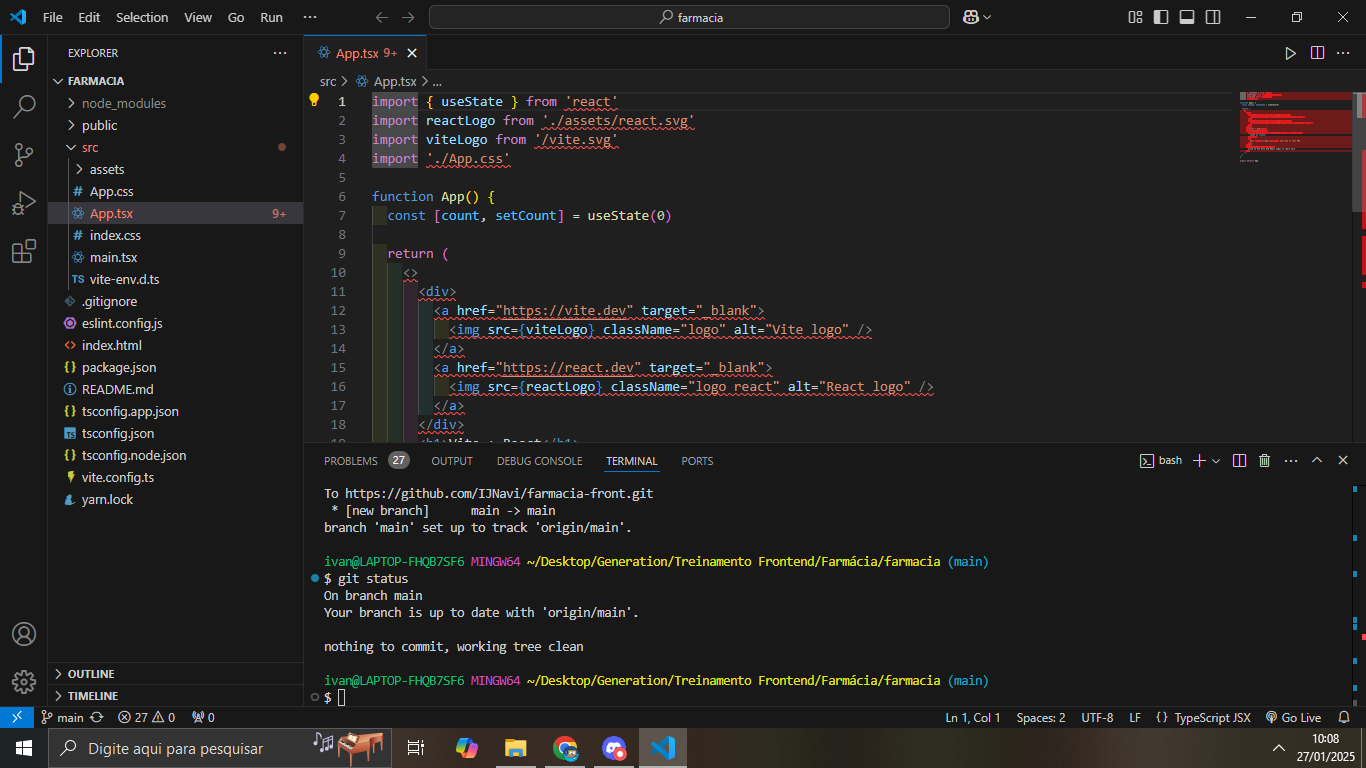 File Edit Selection View Go Run ···
farmacia
EXPLORER
FARMACIA
node_modules
public
src
assets
App.css
App.tsx 9+
index.css
main.tsx
vite-env.d.ts
.gitignore
eslint.config.js
index.html
package.json
README.md
tsconfig.app.json
tsconfig.json
tsconfig.node.json
vite.config.ts
yarn.lock
OUTLINE
TIMELINE
App.tsx 9+
src > App.tsx > ...
1 import { useState } from 'react'
2 import reactLogo from './assets/react.svg'
3 import viteLogo from '/vite.svg'
4 import './App.css'
5
6 function App() {
7 const [count, setCount] = useState(0)
8
9 return (
10 <>
11 <div>
12 <a href="https://vite.dev" target="_blank">
13 <img src={viteLogo} className="logo" alt="Vite logo" />
14 </a>
15 <a href="https://react.dev" target="_blank">
16 <img src={reactLogo} className="logo react" alt="React logo" />
17 </a>
18 </div>
19 <h1>Vite + React</h1>
PROBLEMS 27 OUTPUT DEBUG CONSOLE TERMINAL PORTS
bash
To https://github.com/IJNavi/farmacia-front.git
* [new branch] main -> main
branch 'main' set up to track 'origin/main'.
ivan@LAPTOP-FHQB7SF6 MINGW64 ~/Desktop/Generation/Treinamento Frontend/Farmácia/farmacia (main)
$ git status
On branch main
Your branch is up to date with 'origin/main'.
nothing to commit, working tree clean
ivan@LAPTOP-FHQB7SF6 MINGW64 ~/Desktop/Generation/Treinamento Frontend/Farmácia/farmacia (main)
$
main 27 0 0
Ln 1, Col 1 Spaces: 2 UTF-8 LF { } TypeScript JSX Go Live
Digite aqui para pesquisar
10:08
27/01/2025